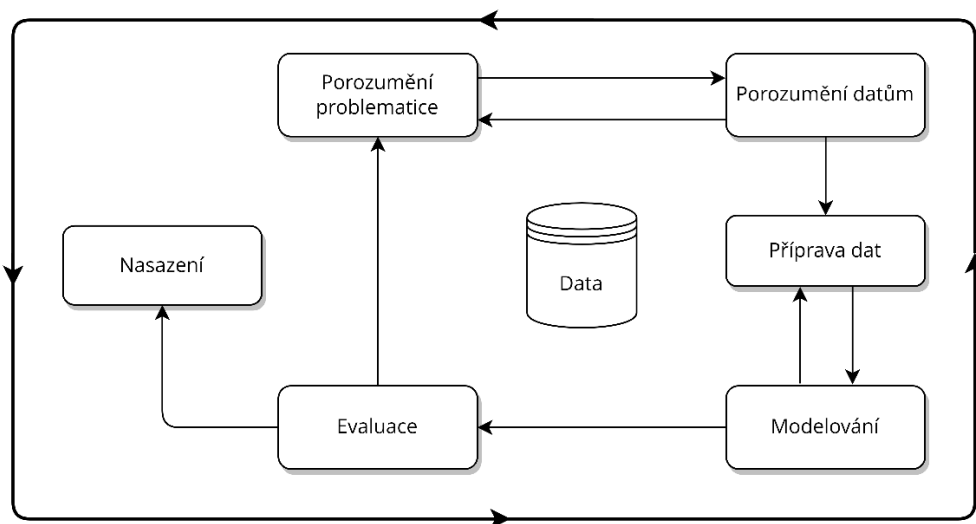 Porozumění
problematice
Porozumění datům
Nasazení
Data
Příprava dat
Evaluace
Modelování